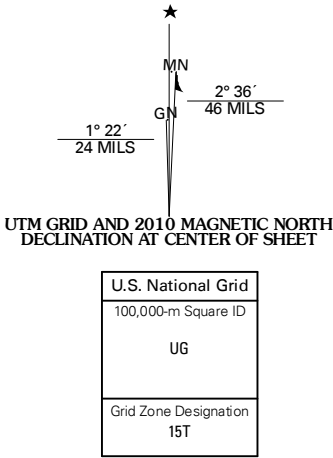 ★
MN
2° 36´
46 MILS
GN
1° 22´
24 MILS
UTM GRID AND 2010 MAGNETIC NORTH
DECLINATION AT CENTER OF SHEET
U.S. National Grid
100,000-m Square ID
UG
Grid Zone Designation
15T